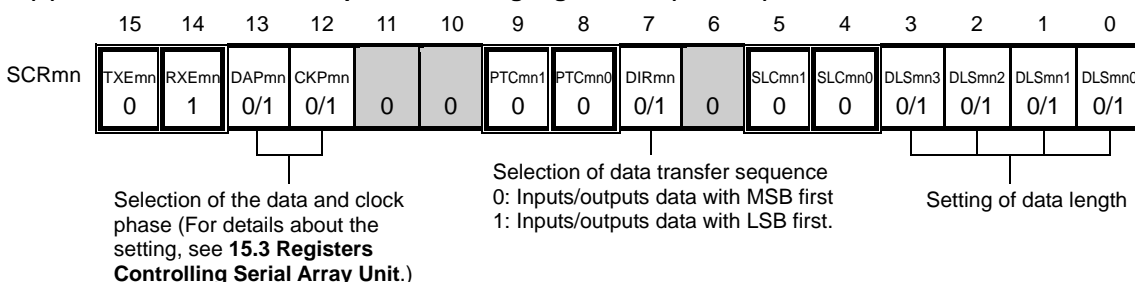 15 14 13 12 11 10 9 8 7 6 5 4 3 2 1 0
SCRmn TXEmn RXEmn DAPmn CKPmn PTCmn1 PTCmn0 DIRmn SLCmn1 SLCmn0 DLSmn3 DLSmn2 DLSmn1 DLSmn0
0 1 0/1 0/1 0 0 0 0 0/1 0 0 0 0/1 0/1 0/1 0/1
Selection of the data and clock
phase (For details about the
setting, see 15.3 Registers
Controlling Serial Array Unit.)
Selection of data transfer sequence
0: Inputs/outputs data with MSB first
1: Inputs/outputs data with LSB first.
Setting of data length